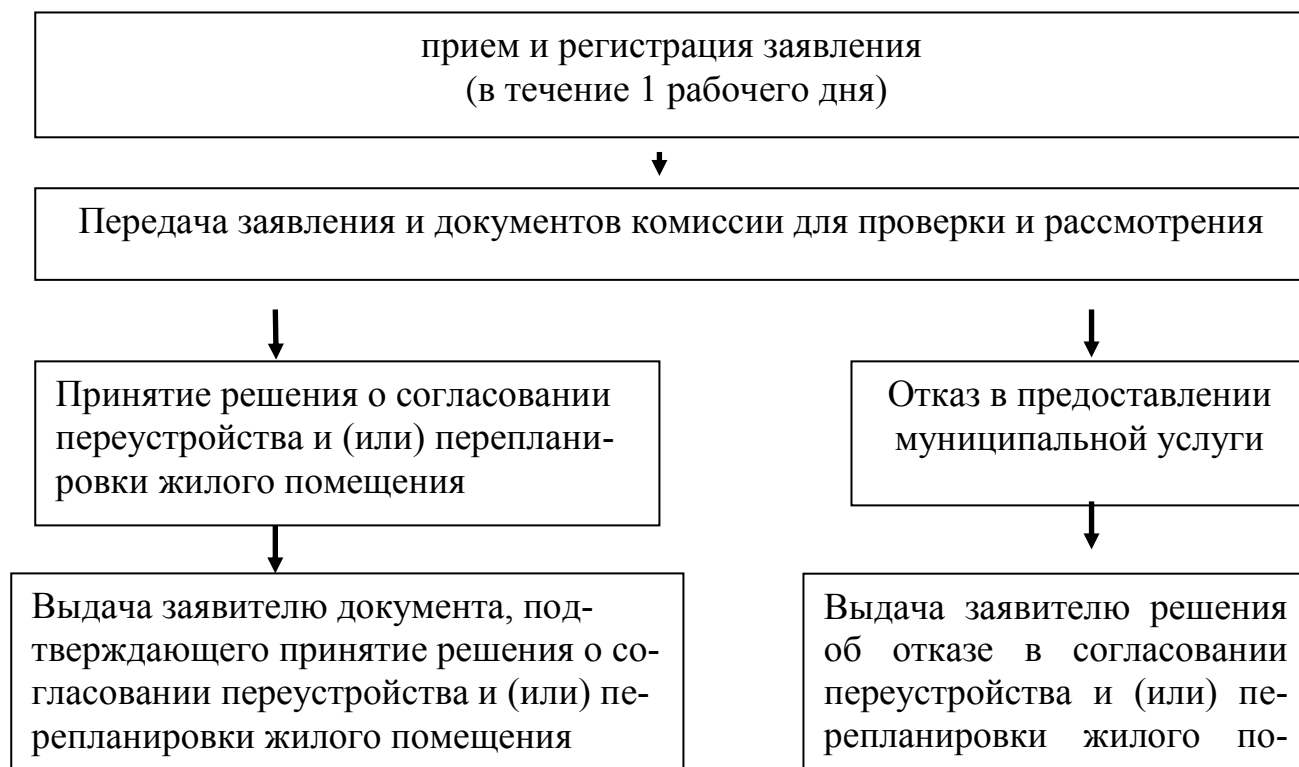 прием и регистрация заявления
(в течение 1 рабочего дня)
Передача заявления и документов комиссии для проверки и рассмотрения
Принятие решения о согласовании
переустройства и (или) переплани-
ровки жилого помещения
Отказ в предоставлении
муниципальной услуги
Выдача заявителю документа, под-
тверждающего принятие решения о со-
гласовании переустройства и (или) пе-
репланировки жилого помещения
Выдача заявителю решения
об отказе в согласовании
переустройства и (или) пе-
репланировки жилого по-